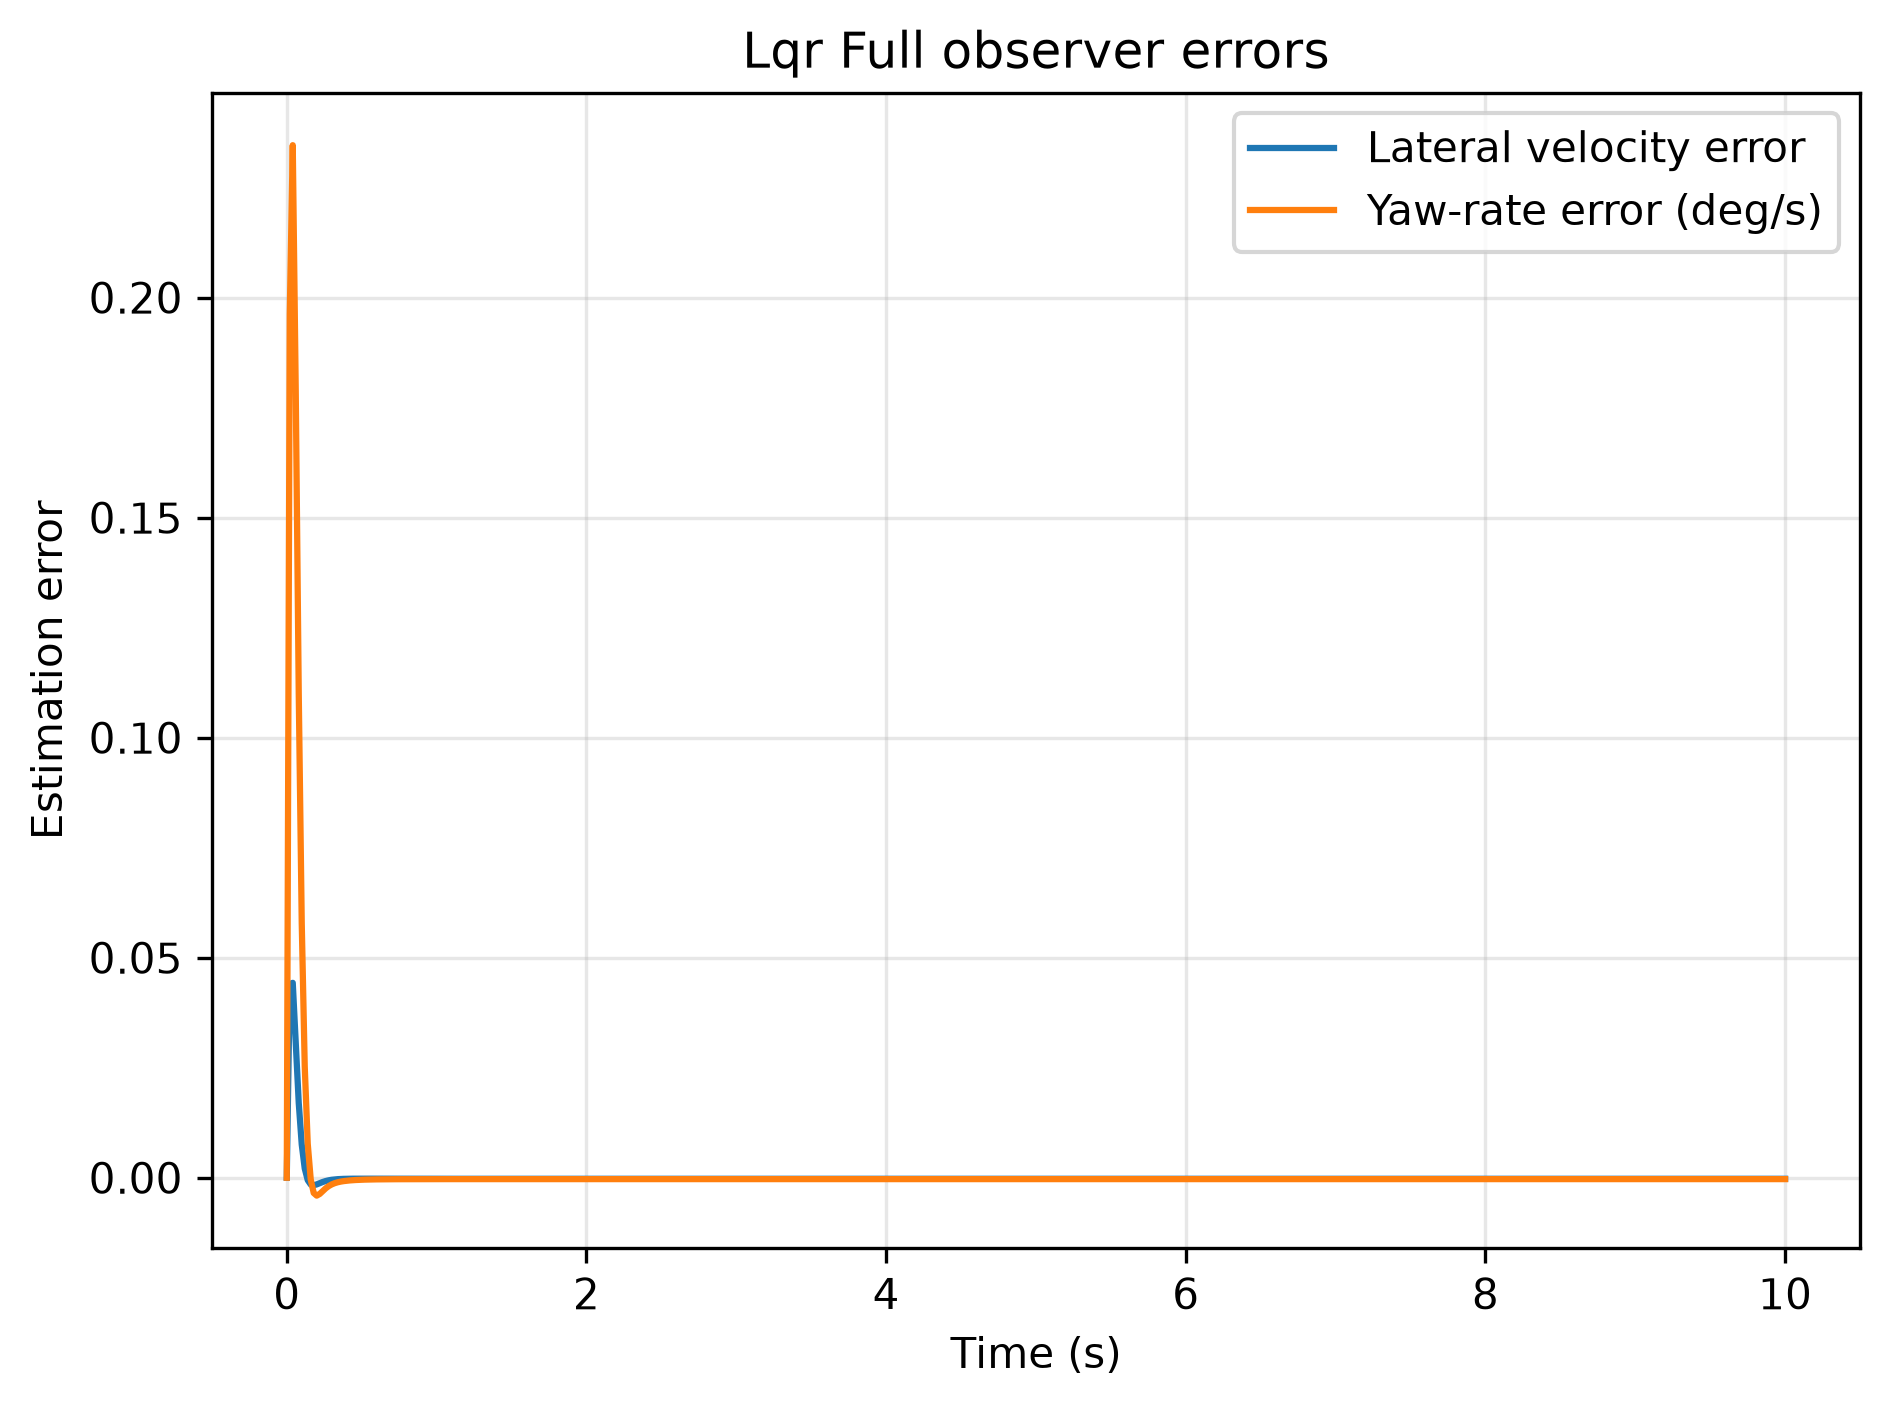 Lqr Full observer errors
Lateral velocity error
Yaw-rate error (deg/s)
Estimation error
0.20
0.15
0.10
0.05
0.00
0 2 4 6 8 10
Time (s)